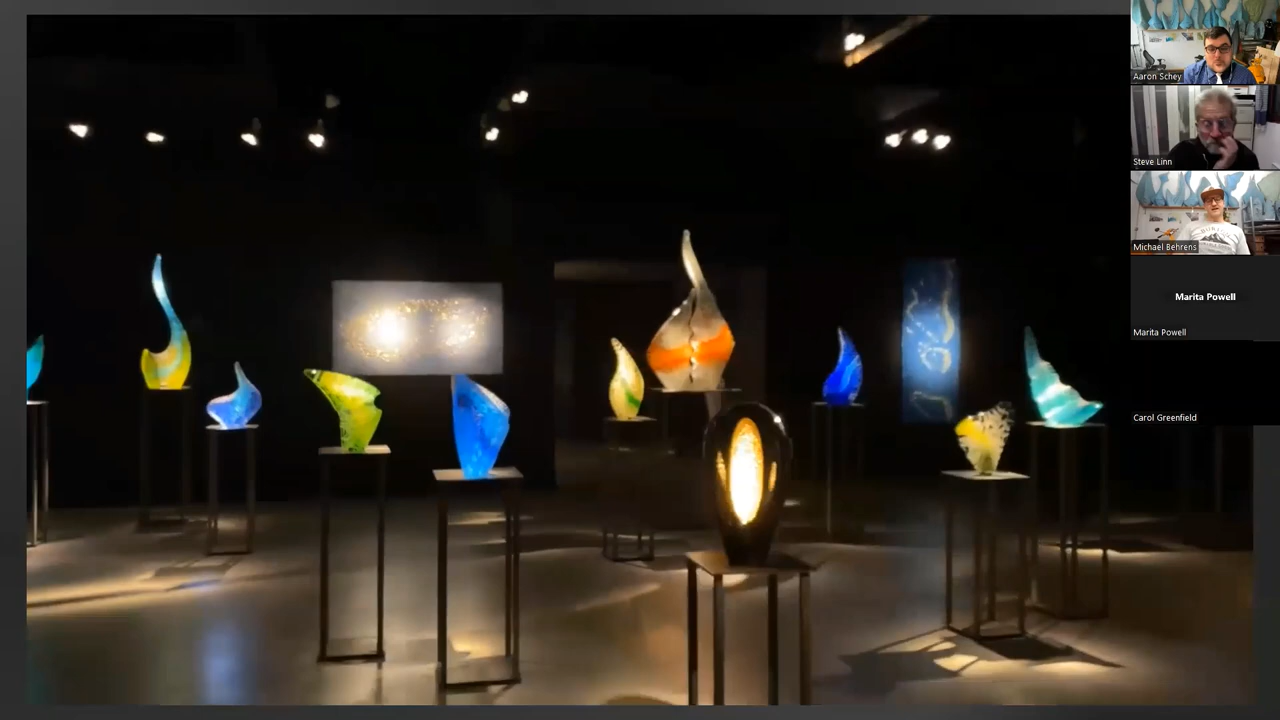 Aaron Schey
Steve Linn
Michael Behrens
Marita Powell
Marita Powell
Carol Greenfield